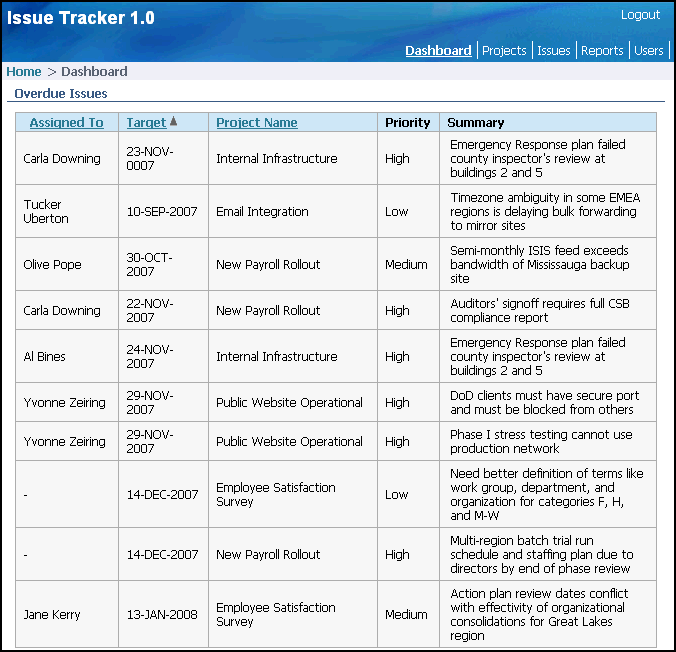 Issue Tracker 1.0
Logout
Dashboard Projects Issues Reports Users
Home > Dashboard
Overdue Issues
Assigned To Target Project Name Priority Summary
Carla Downing 23-NOV-0007 Internal Infrastructure High Emergency Response plan failed county inspector's review at buildings 2 and 5
Tucker Uberton 10-SEP-2007 Email Integration Low Timezone ambiguity in some EMEA regions is delaying bulk forwarding to mirror sites
Olive Pope 30-OCT-2007 New Payroll Rollout Medium Semi-monthly ISIS feed exceeds bandwidth of Mississauga backup site
Carla Downing 22-NOV-2007 New Payroll Rollout High Auditors' signoff requires full CSB compliance report
Al Bines 24-NOV-2007 Internal Infrastructure High Emergency Response plan failed county inspector's review at buildings 2 and 5
Yvonne Zeiring 29-NOV-2007 Public Website Operational High DoD clients must have secure port and must be blocked from others
Yvonne Zeiring 29-NOV-2007 Public Website Operational High Phase I stress testing cannot use production network
- 14-DEC-2007 Employee Satisfaction Survey Low Need better definition of terms like work group, department, and organization for categories F, H, and M-W
- 14-DEC-2007 New Payroll Rollout High Multi-region batch trial run schedule and staffing plan due to directors by end of phase review
Jane Kerry 13-JAN-2008 Employee Satisfaction Survey Medium Action plan review dates conflict with effectivity of organizational consolidations for Great Lakes region